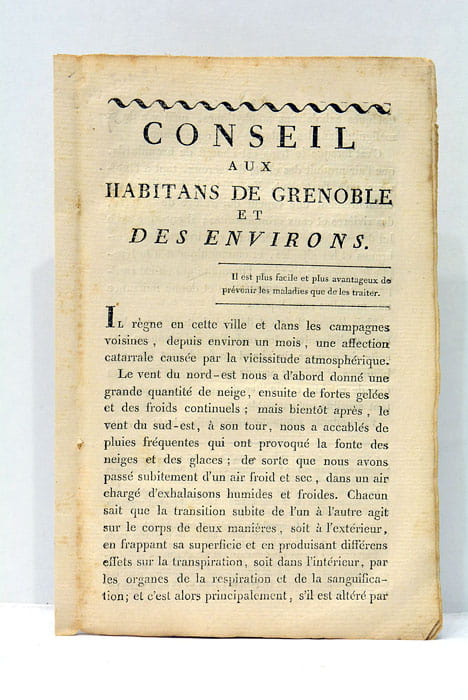 CONSEIL
AUX
HABITANS DE GRENOBLE
ET
DES ENVIRONS.
Il est plus facile et plus avantageux de
prévenir les maladies que de les traiter.
IL règne en cette ville et dans les campagnes
voisines, depuis environ un mois, une affection
catarrale causée par la vicissitude atmosphérique.
Le vent du nord-est nous a d'abord donné une
grande quantité de neige, ensuite de fortes gelées
et des froids continuels; mais bientôt après, le
vent du sud-est, à son tour, nous a accablés de
pluies fréquentes qui ont provoqué la fonte des
neiges et des glaces; de sorte que nous avons
passé subitement d'un air froid et sec, dans un air
chargé d'exhalaisons humides et froides. Chacun
sait que la transition subite de l'un à l'autre agit
sur le corps de deux manières, soit à l'extérieur,
en frappant sa superficie et en produisant différens
effets sur la transpiration, soit dans l'intérieur, par
les organes de la respiration et de la sanguifica-
tion; et c'est alors principalement, s'il est altéré par